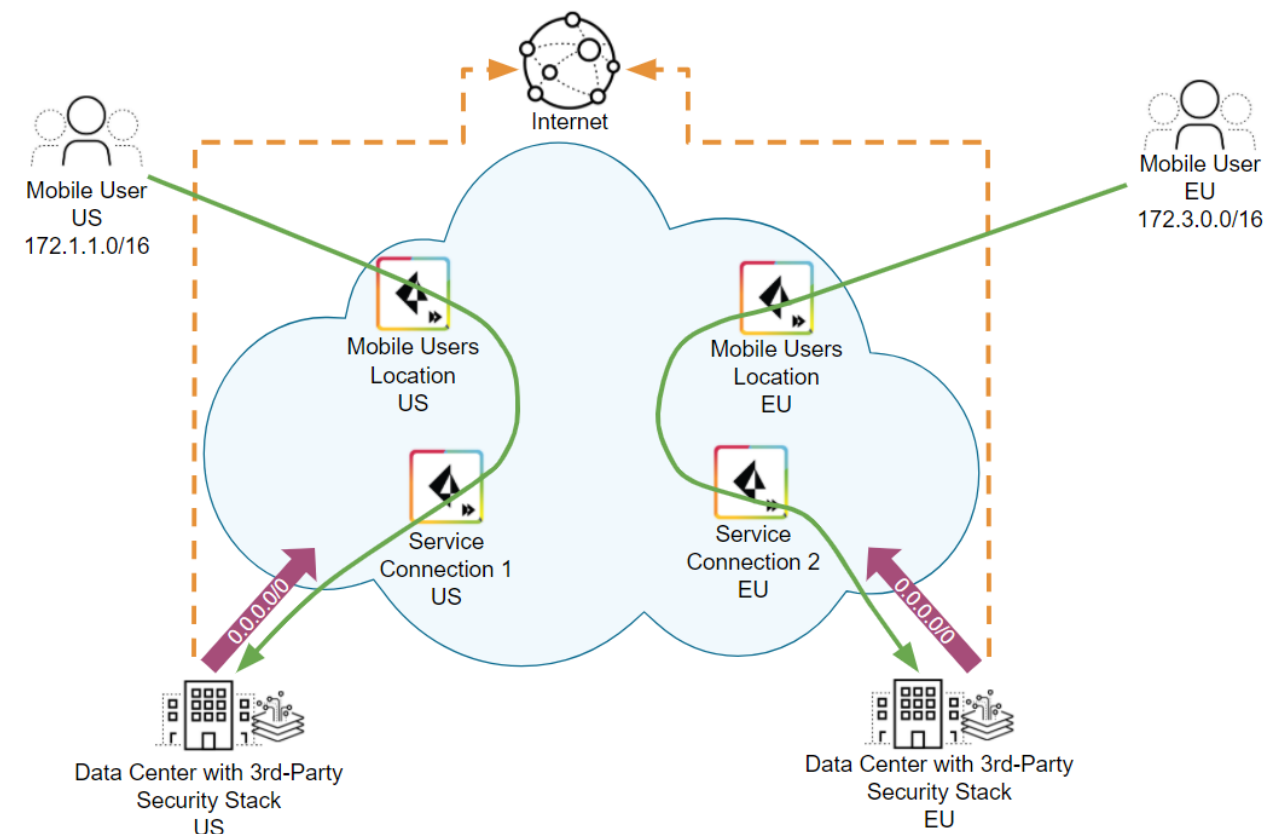 Internet
Mobile User
US
172.1.1.0/16
Mobile User
EU
172.3.0.0/16
Mobile Users
Location
US
Mobile Users
Location
EU
Service
Connection 1
US
Service
Connection 2
EU
0.0.0.0/0
0.0.0.0/0
Data Center with 3rd-Party
Security Stack
US
Data Center with 3rd-Party
Security Stack
EU